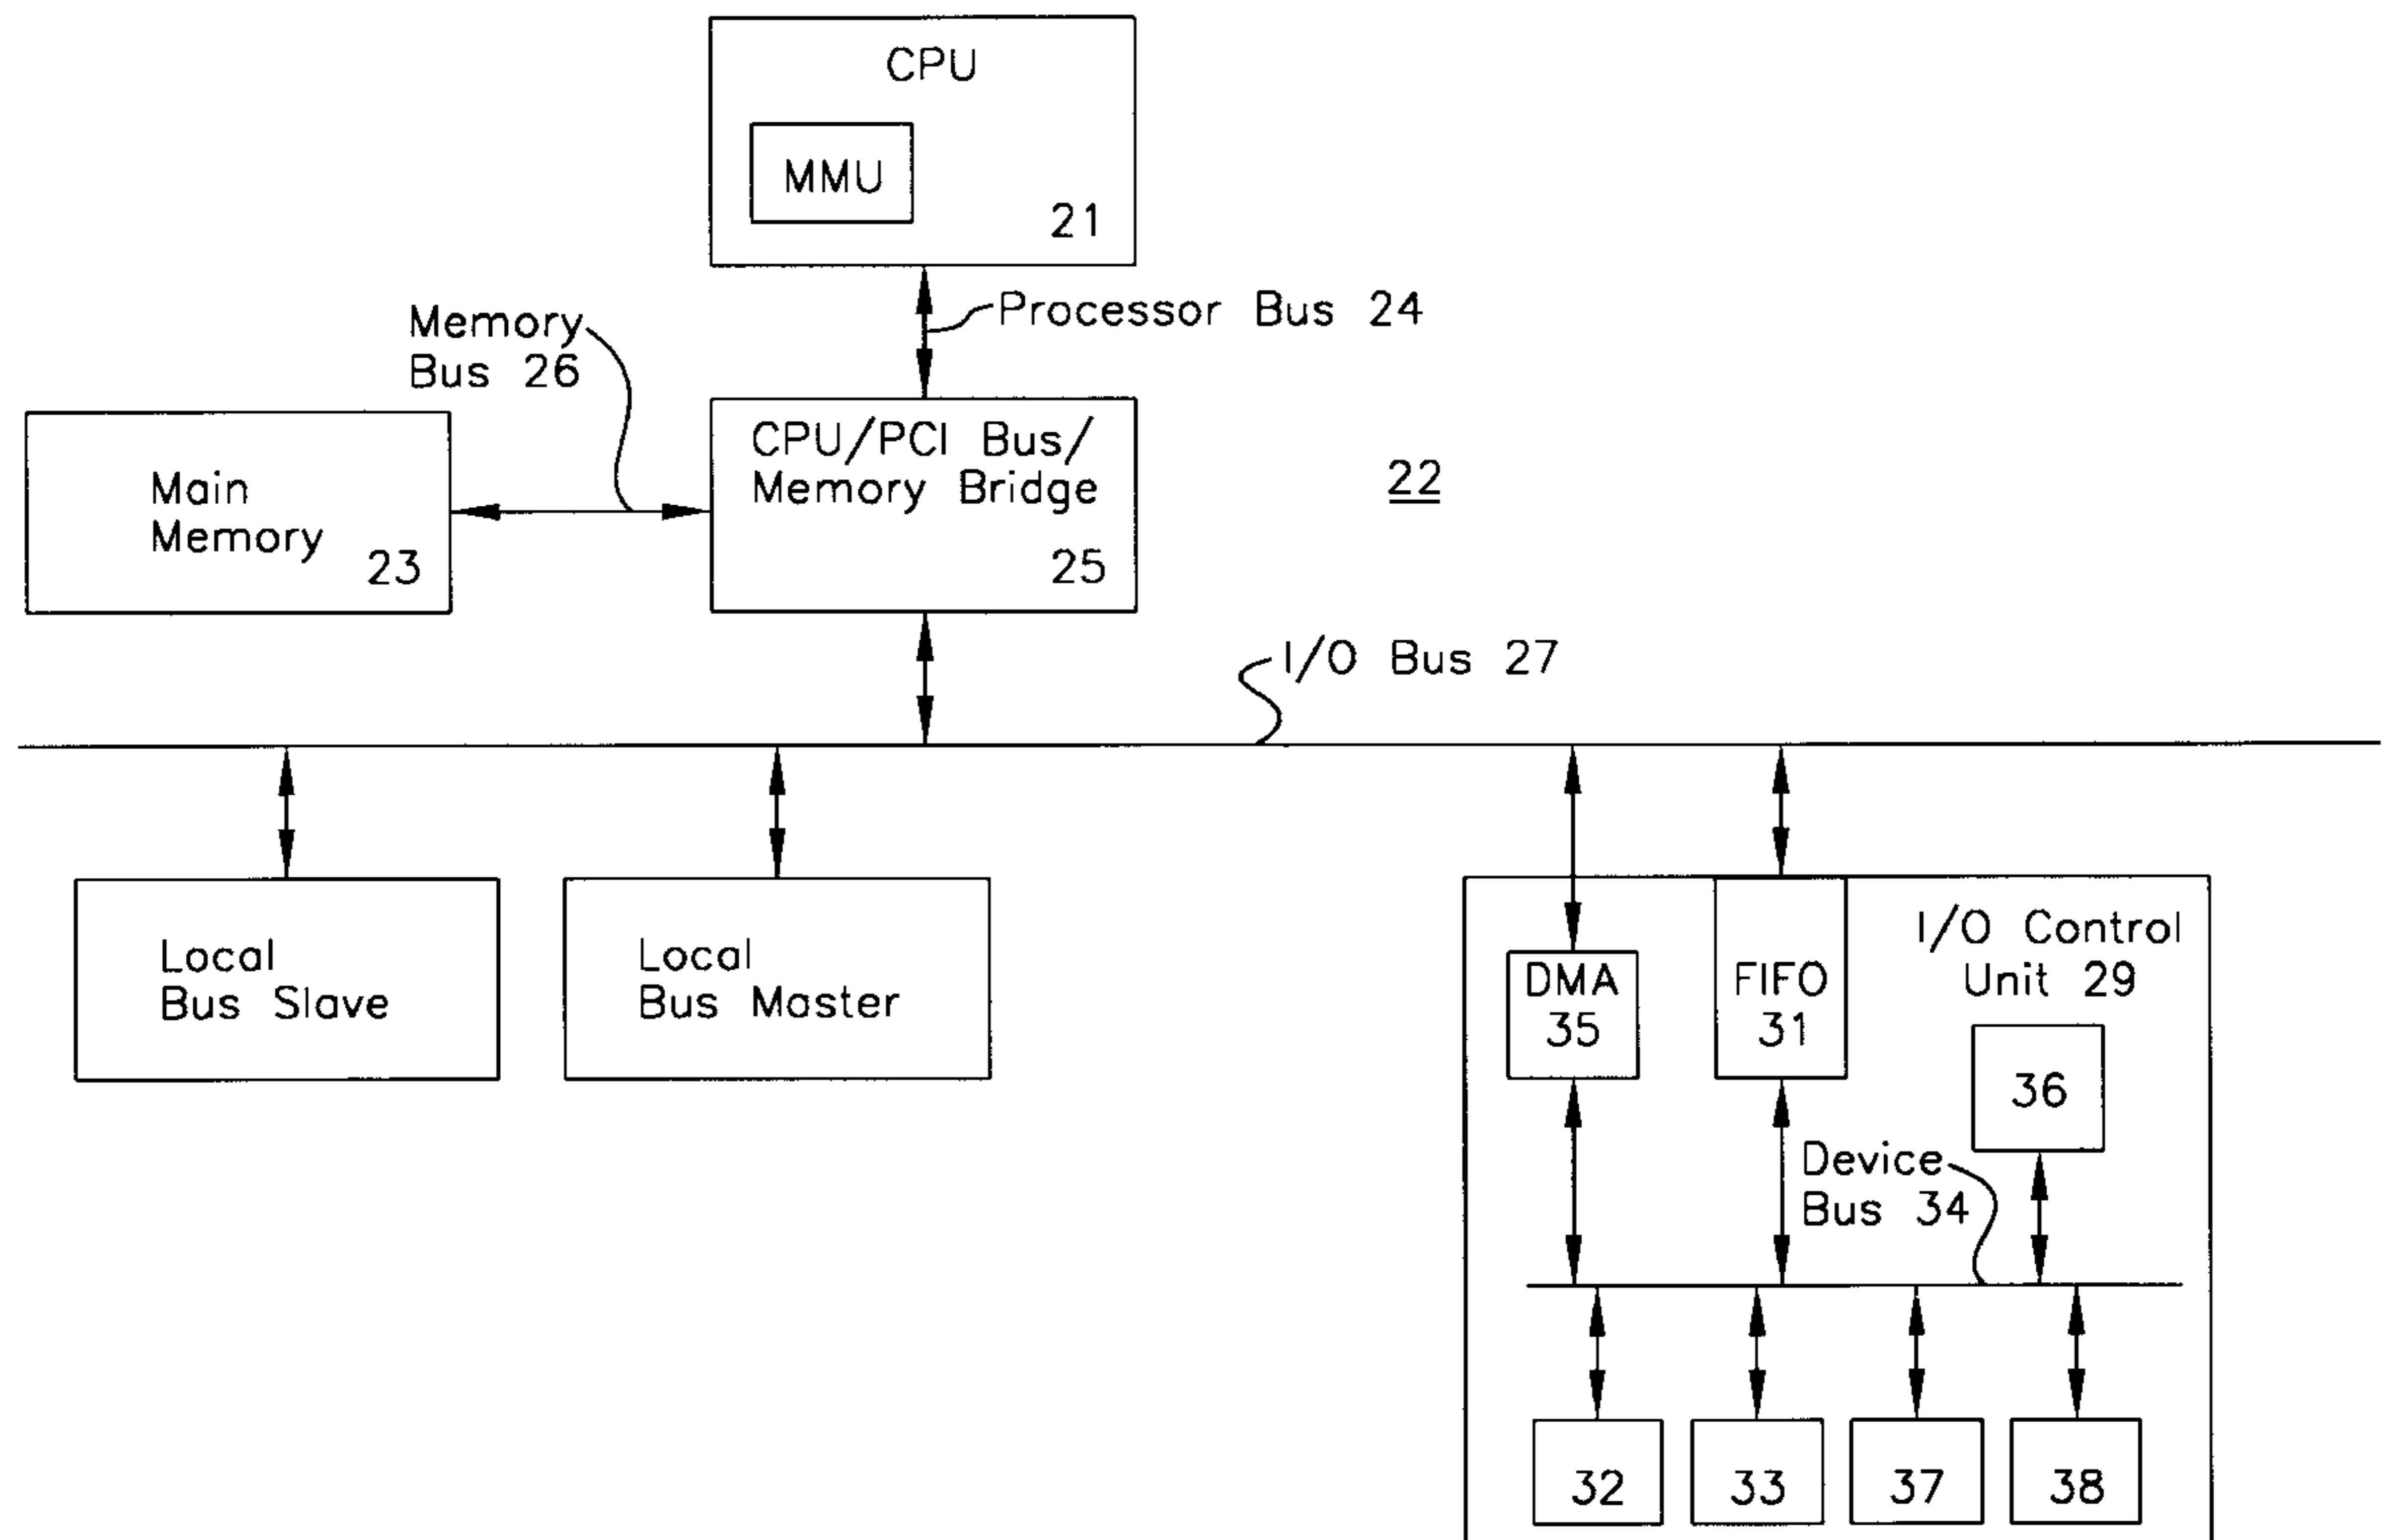 CPU
MMU
21
Processor Bus 24
Memory
Bus 26
CPU/PCI Bus/
Memory Bridge
25
22
Main
Memory
23
I/O Bus 27
Local
Bus Slave
Local
Bus Master
I/O Control
Unit 29
DMA
35
FIFO
31
36
Device
Bus 34
32
33
37
38